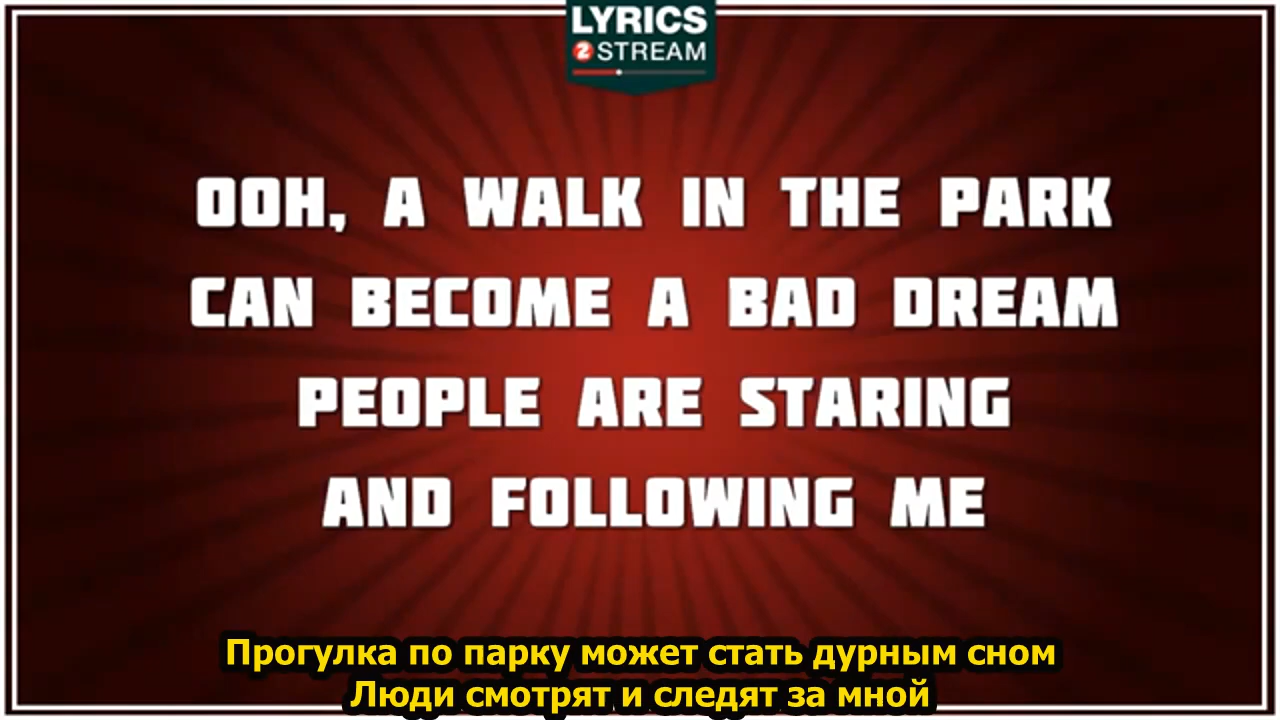 LYRICS
2 STREAM
OOH, A WALK IN THE PARK
CAN BECOME A BAD DREAM
PEOPLE ARE STARING
AND FOLLOWING ME
Прогулка по парку может стать дурным сном
Люди смотрят и следят за мной